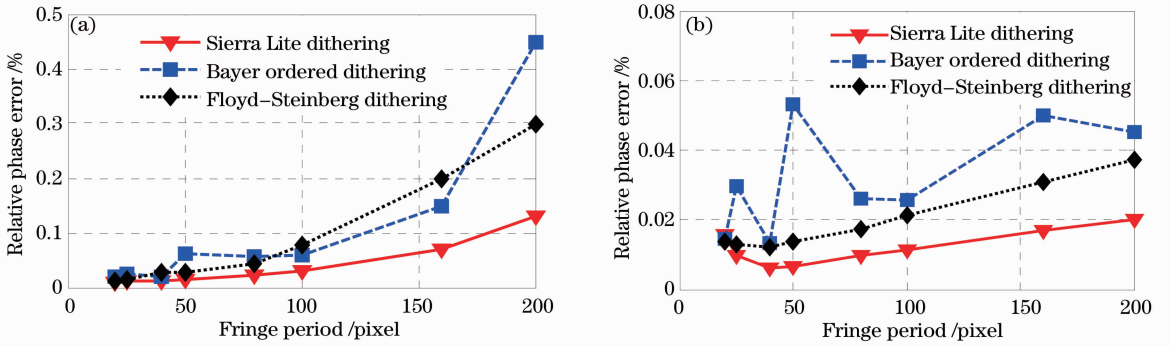 (a)
Relative phase error /%
0.5
0.4
0.3
0.2
0.1
0
0
50
100
150
200
Fringe period /pixel
Sierra Lite dithering
Bayer ordered dithering
Floyd−Steinberg dithering
(b)
Relative phase error /%
0.08
0.06
0.04
0.02
0
0
50
100
150
200
Fringe period /pixel
Sierra Lite dithering
Bayer ordered dithering
Floyd−Steinberg dithering